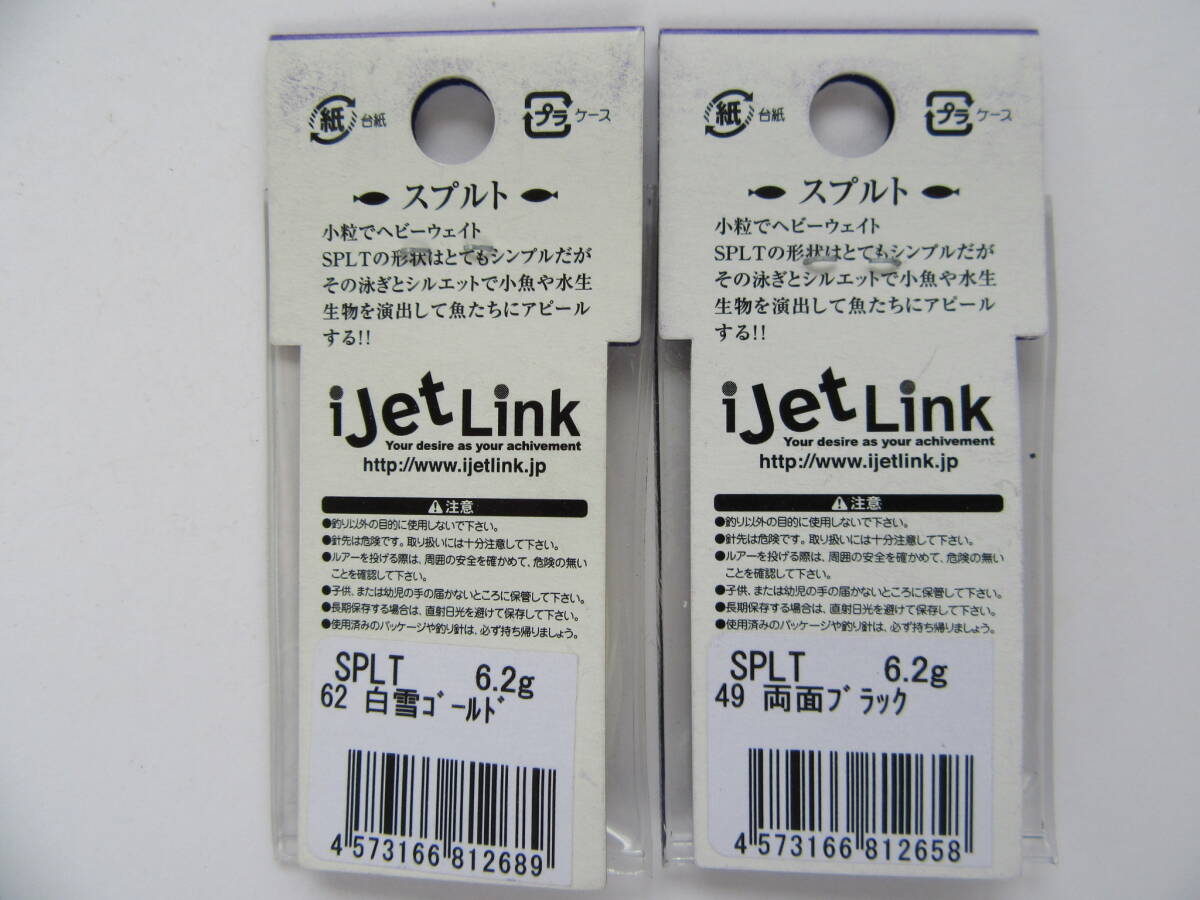 紙 台紙 プラ ケース
スプルト
小粒でヘビーウェイト
SPLTの形状はとてもシンプルだが
その泳ぎとシルエットで小魚や水生
生物を演出して魚たちにアピール
する!!
iJetLink
Your desire as your achivement
http://www.ijetlink.jp
注意
●釣り以外の目的に使用しないで下さい。
●針先は危険です。取り扱いには十分注意して下さい。
●ルアーを投げる際は、周囲の安全を確かめて、危険の無い
ことを確認して下さい。
●子供、または幼児の手の届かないところに保管して下さい。
●長期保存する場合は、直射日光を避けて保存して下さい。
●使用済みのパッケージや釣り針は、必ず持ち帰りましょう。
SPLT 6.2g
62 白雪ｺﾞｰﾙﾄﾞ
4 573166 812689
紙 台紙 プラ ケース
スプルト
小粒でヘビーウェイト
SPLTの形状はとてもシンプルだが
その泳ぎとシルエットで小魚や水生
生物を演出して魚たちにアピール
する!!
iJetLink
Your desire as your achivement
http://www.ijetlink.jp
注意
●釣り以外の目的に使用しないで下さい。
●針先は危険です。取り扱いには十分注意して下さい。
●ルアーを投げる際は、周囲の安全を確かめて、危険の無い
ことを確認して下さい。
●子供、または幼児の手の届かないところに保管して下さい。
●長期保存する場合は、直射日光を避けて保存して下さい。
●使用済みのパッケージや釣り針は、必ず持ち帰りましょう。
SPLT 6.2g
49 両面ﾌﾞﾗｯｸ
4 573166 812658